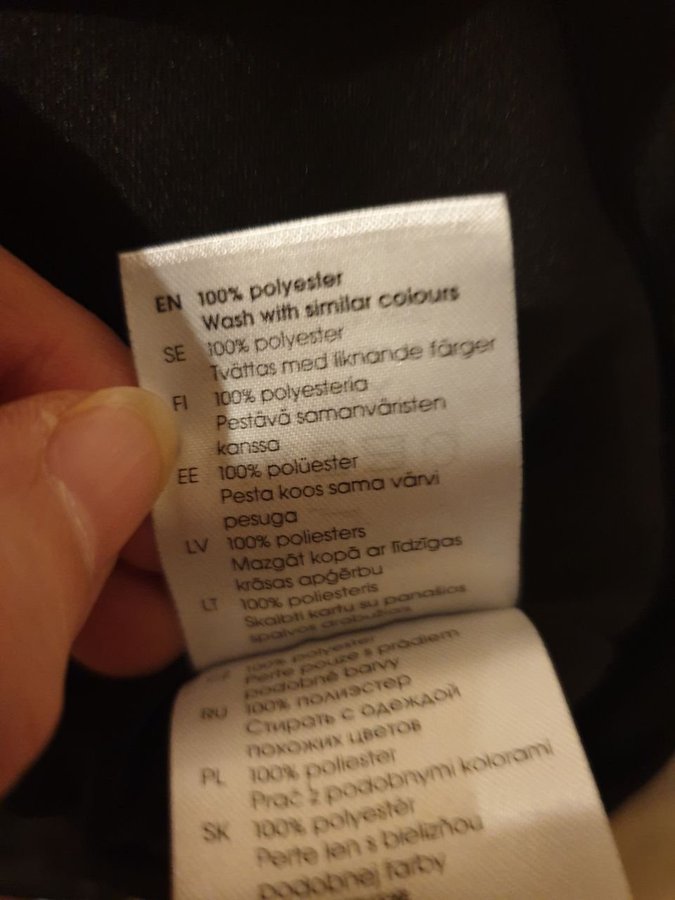 EN 100% polyester
Wash with similar colours
SE 100% polyester
Tvättas med liknande färger
FI 100% polyesteria
Pestävä samanväristen
kanssa
EE 100% polüester
Pesta koos sama värvi
pesuga
LV 100% poliesters
Mazgāt kopā ar līdzīgas
krāsas apģērbu
LT 100% poliesteris
Skalbti kartu su panašios
spalvos drabužiais
100% polyester
Perte pouze s prádlem
podobné barvy
RU 100% полиэстер
Стирать с одеждой
похожих цветов
PL 100% poliester
Prać z podobnymi kolorami
SK 100% polyester
Perte len s bielizňou
podobnej farby